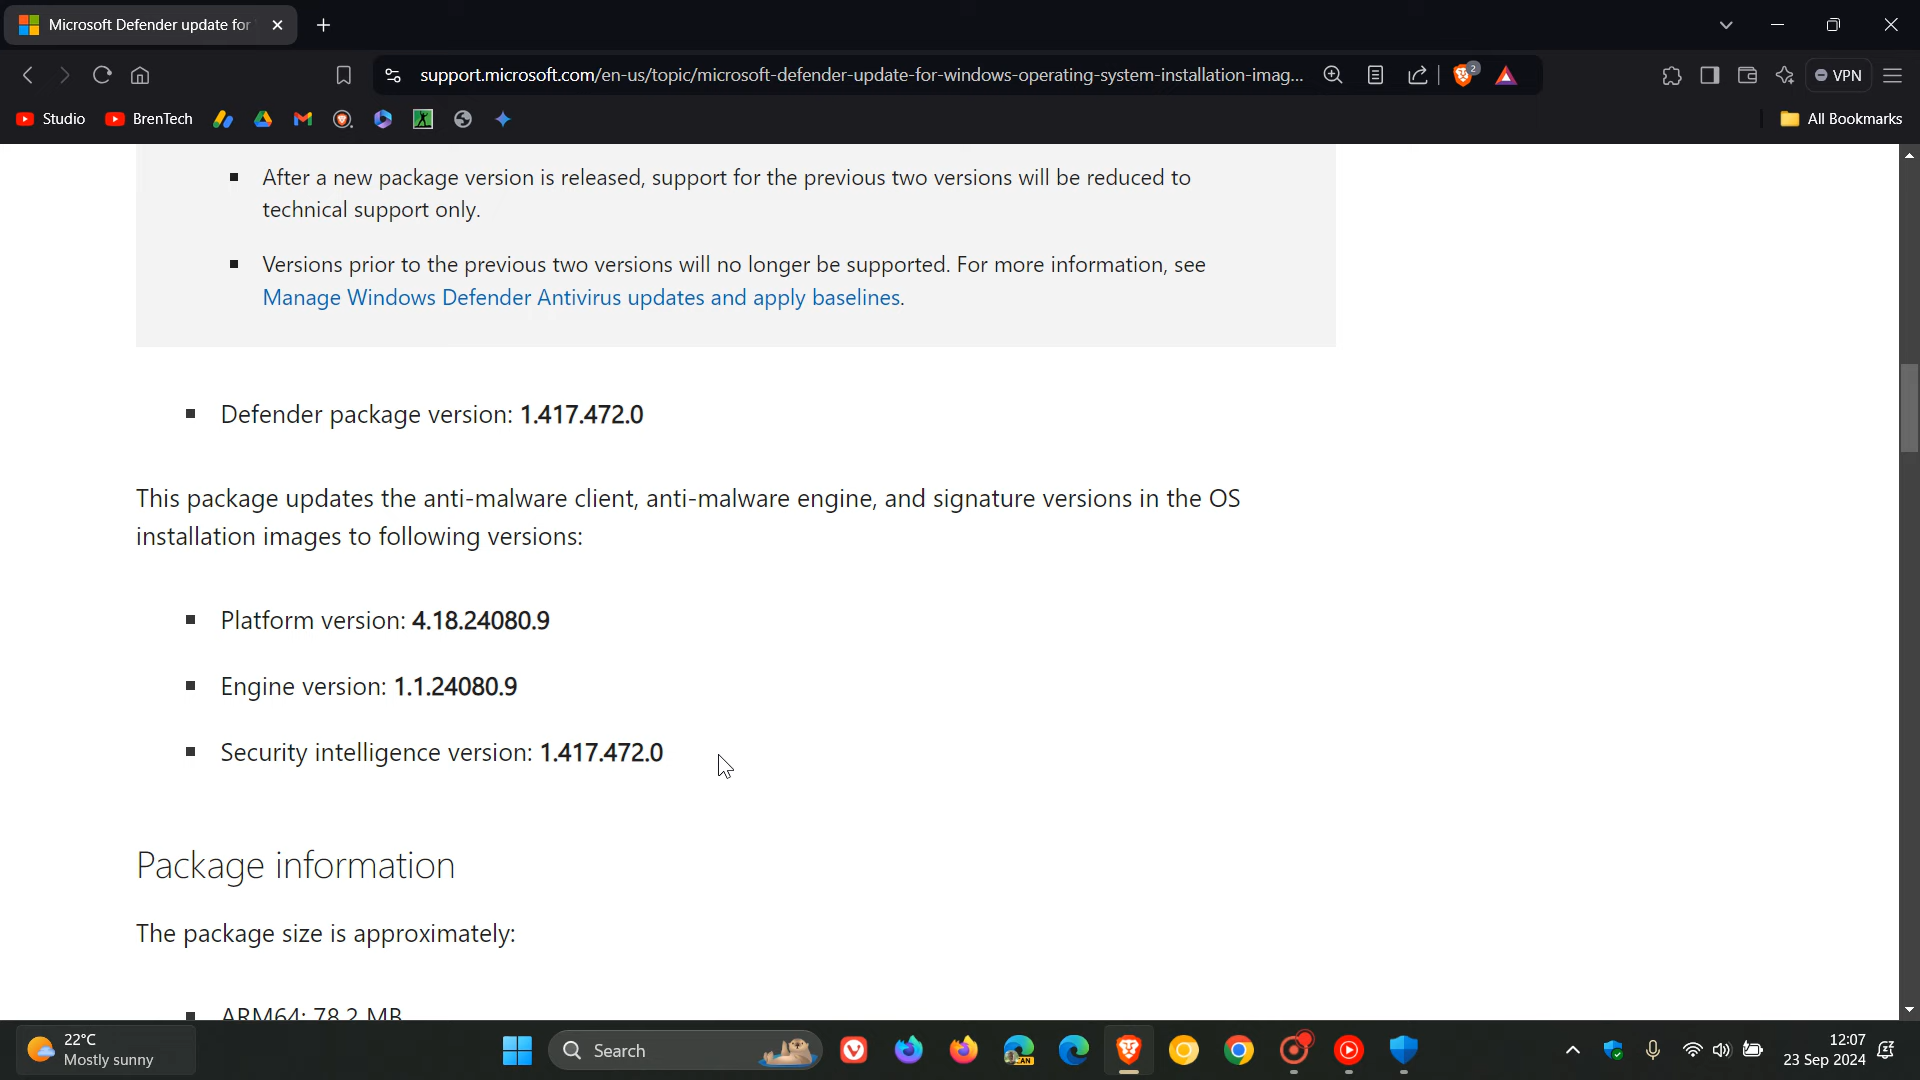 Microsoft Defender update for
support.microsoft.com/en-us/topic/microsoft-defender-update-for-windows-operating-system-installation-imag...
2
VPN
Studio
BrenTech
All Bookmarks
▪ After a new package version is released, support for the previous two versions will be reduced to
technical support only.
▪ Versions prior to the previous two versions will no longer be supported. For more information, see
Manage Windows Defender Antivirus updates and apply baselines.
▪ Defender package version: 1.417.472.0
This package updates the anti-malware client, anti-malware engine, and signature versions in the OS
installation images to following versions:
▪ Platform version: 4.18.24080.9
▪ Engine version: 1.1.24080.9
▪ Security intelligence version: 1.417.472.0
Package information
The package size is approximately:
▪ ARM64: 78.2 MB
22°C
Mostly sunny
Search
CAN
12:07
23 Sep 2024